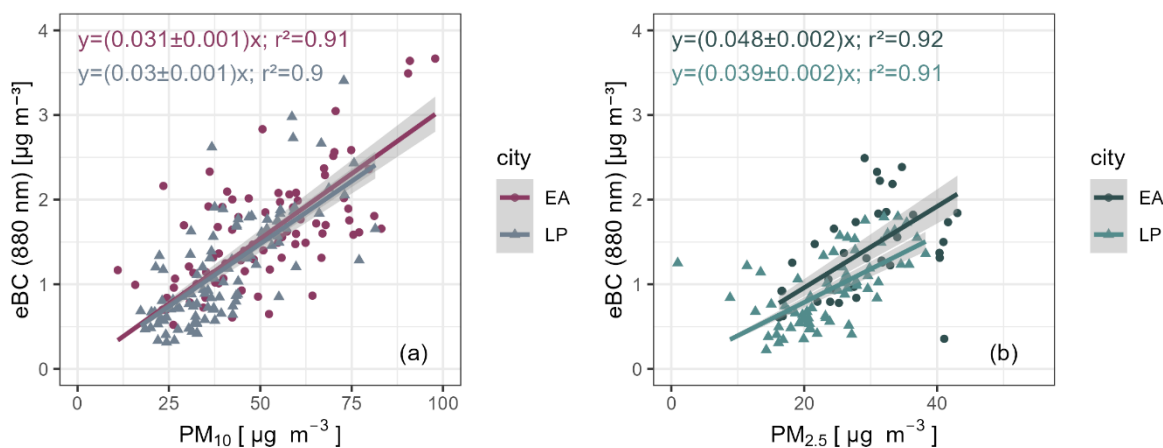 y=(0.031±0.001)x; r²=0.91
y=(0.03±0.001)x; r²=0.9
eBC (880 nm) [µg m⁻³]
4
3
2
1
0
(a)
0 25 50 75 100
PM₁₀ [ µg m⁻³]
city
EA
LP
y=(0.048±0.002)x; r²=0.92
y=(0.039±0.002)x; r²=0.91
eBC (880 nm) [µg m⁻³]
4
3
2
1
0
(b)
0 20 40
PM₂.₅ [ µg m⁻³]
city
EA
LP